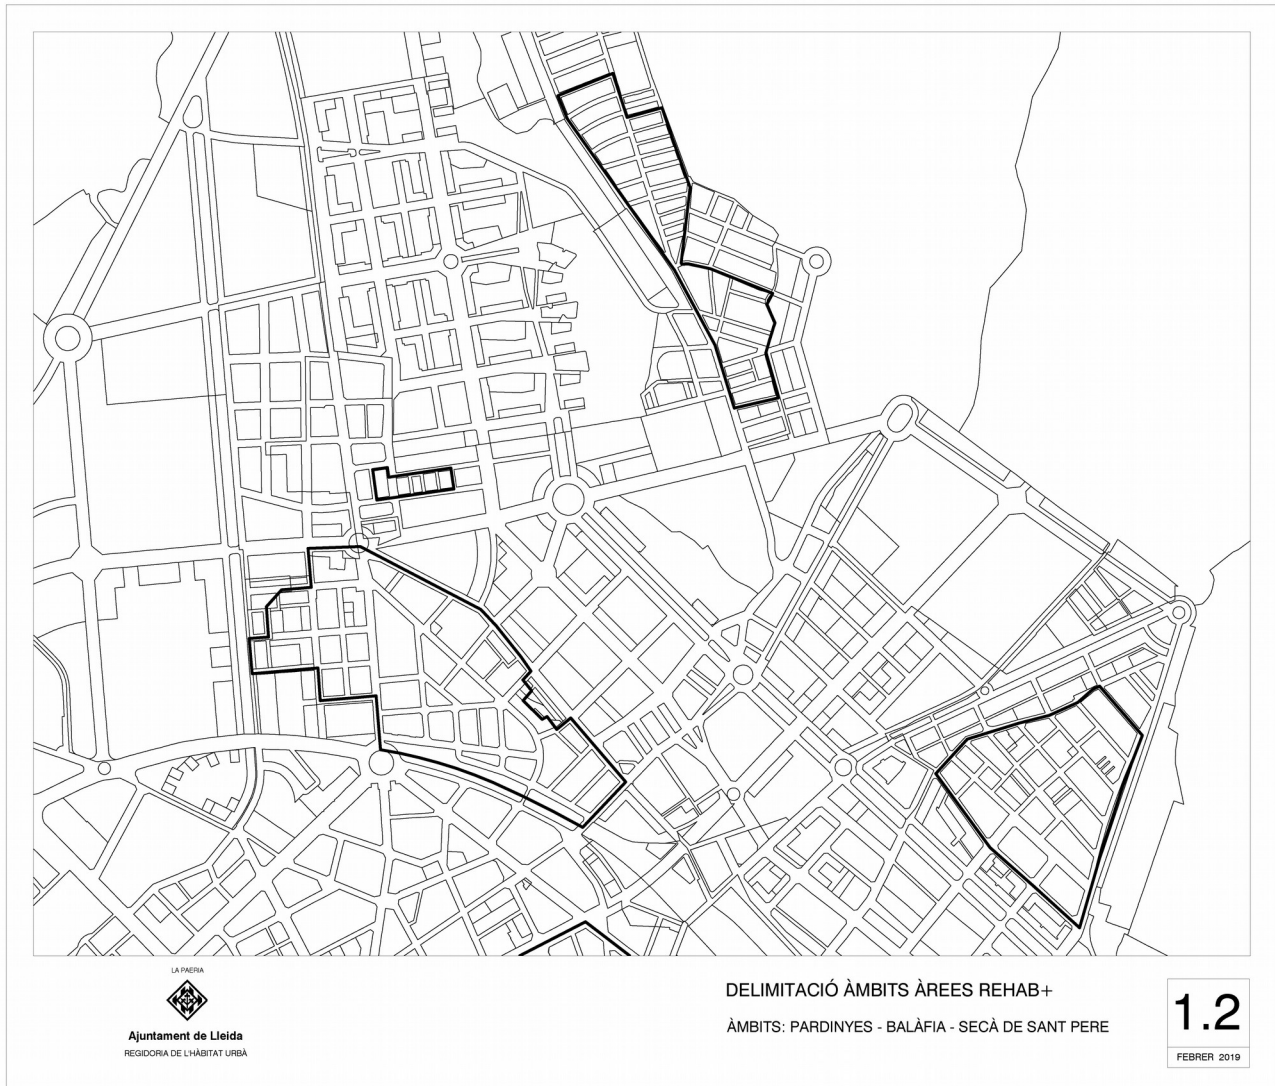 LA PAERIA
Ajuntament de Lleida
REGIDORIA DE L'HÀBITAT URBÀ
DELIMITACIÓ ÀMBITS ÀREES REHAB+
ÀMBITS: PARDINYES - BALÀFIA - SECÀ DE SANT PERE
1.2
FEBRER 2019